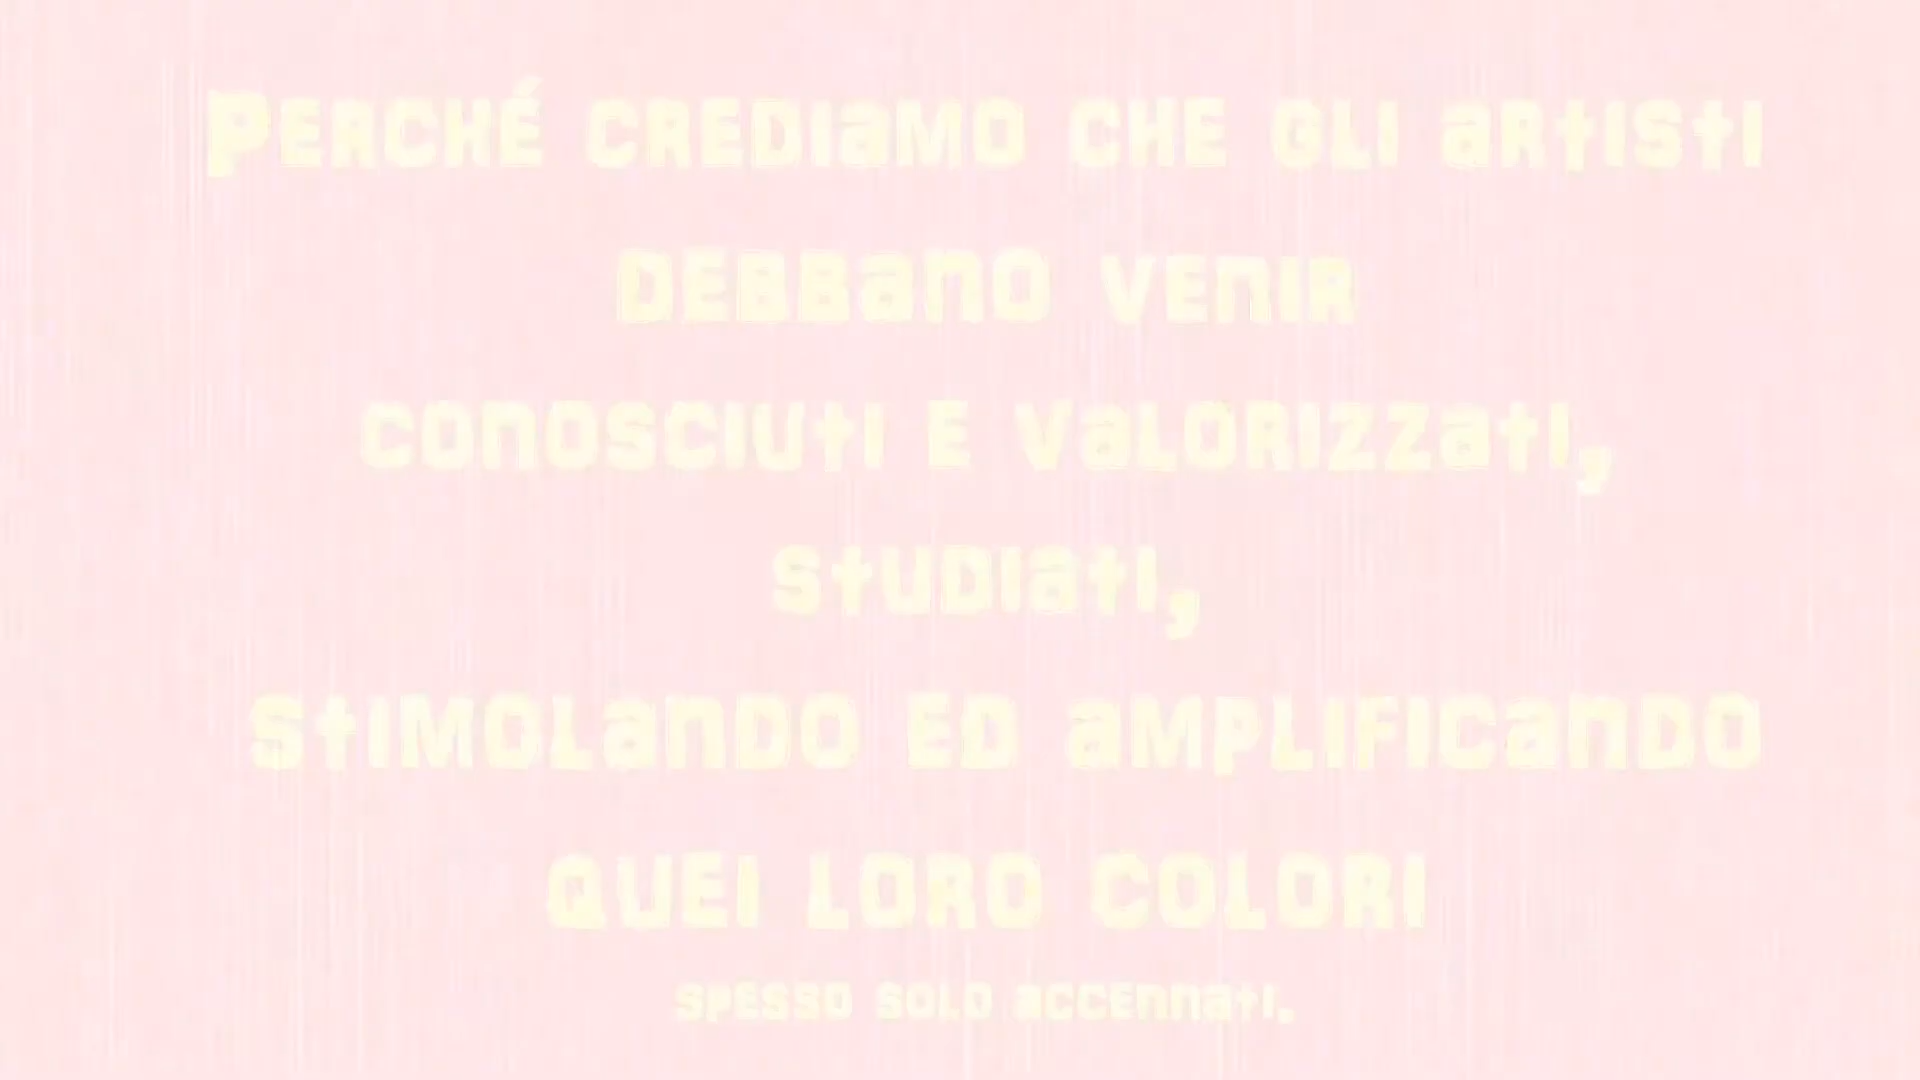 Perché crediamo che gli artisti
debbano venir
conosciuti e valorizzati,
studiati,
stimolando ed amplificando
quei loro colori
spesso solo accennati.